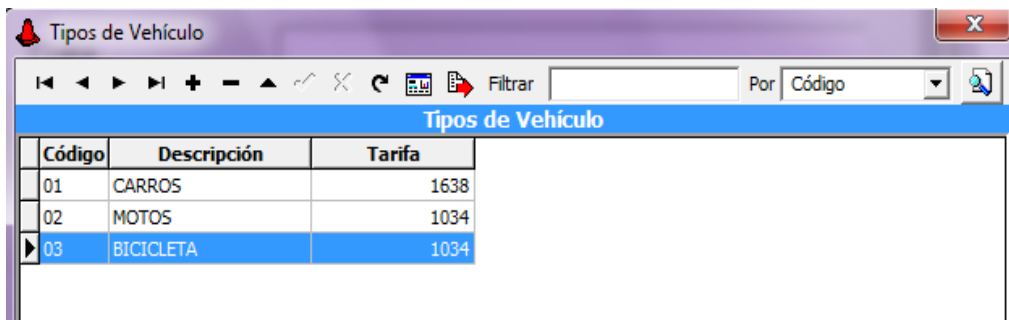 Tipos de Vehículo
Filtrar Por Código
Tipos de Vehículo
Código Descripción Tarifa
01 CARROS 1638
02 MOTOS 1034
03 BICICLETA 1034